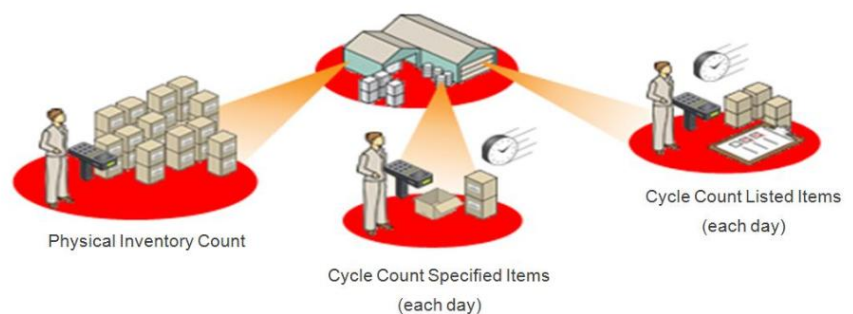 Physical Inventory Count
Cycle Count Specified Items
(each day)
Cycle Count Listed Items
(each day)